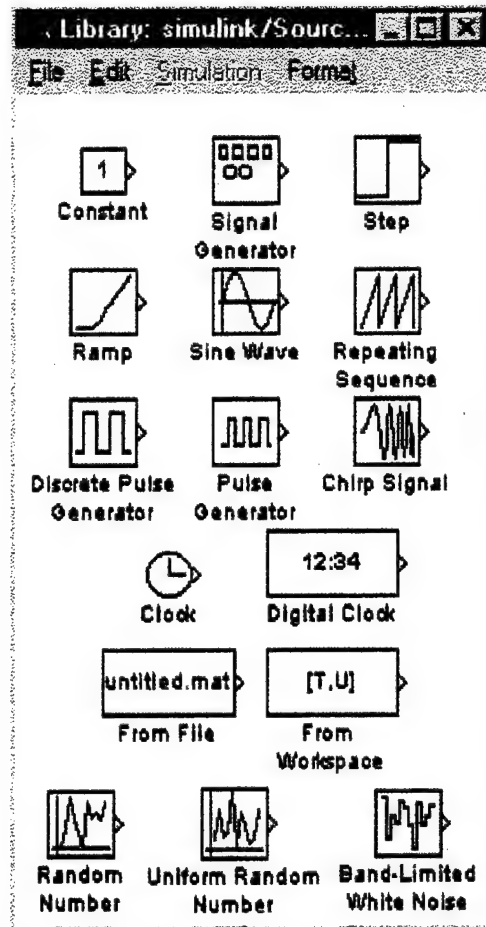 Library: simulink/Sourc...
File Edit Simulation Format
1
Constant
Signal
Generator
Step
Ramp
Sine Wave
Repeating
Sequence
Discrete Pulse
Generator
Pulse
Generator
Chirp Signal
Clock
12:34
Digital Clock
untitled.mat
From File
[T,U]
From
Workspace
Random
Number
Uniform Random
Number
Band-Limited
White Noise